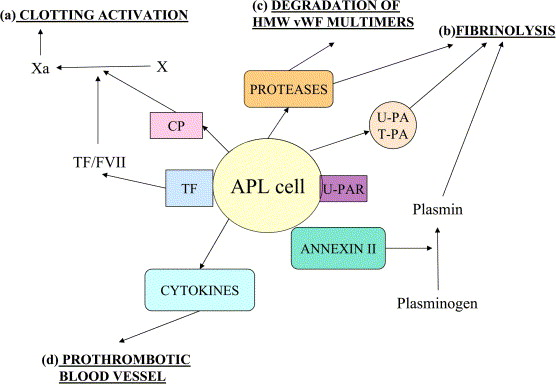 (a) CLOTTING ACTIVATION
(c) DEGRADATION OF
HMW vWF MULTIMERS
(b)FIBRINOLYSIS
Xa
X
PROTEASES
CP
U-PA
T-PA
TF/FVII
TF
APL cell
U-PAR
Plasmin
ANNEXIN II
CYTOKINES
Plasminogen
(d) PROTHROMBOTIC
BLOOD VESSEL